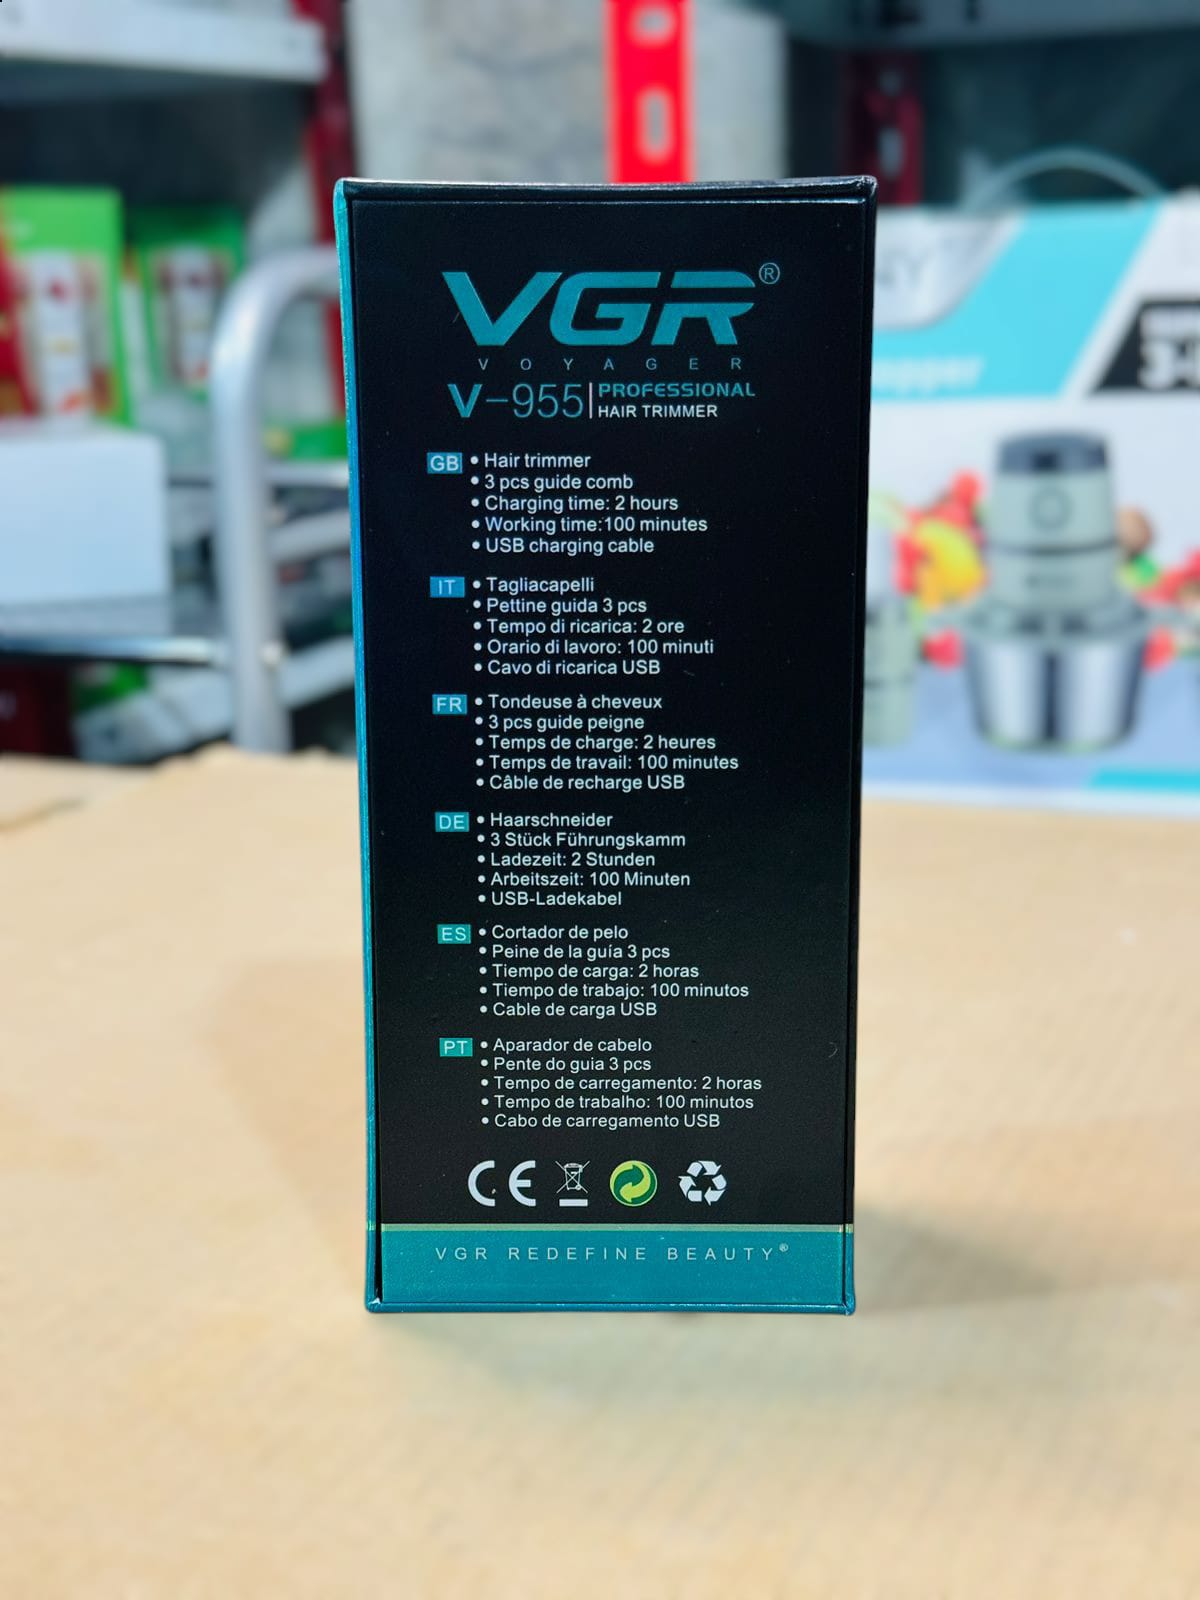 VGR®
VOYAGER
V-955 PROFESSIONAL
HAIR TRIMMER
GB • Hair trimmer
• 3 pcs guide comb
• Charging time: 2 hours
• Working time:100 minutes
• USB charging cable
IT • Tagliacapelli
• Pettine guida 3 pcs
• Tempo di ricarica: 2 ore
• Orario di lavoro: 100 minuti
• Cavo di ricarica USB
FR • Tondeuse à cheveux
• 3 pcs guide peigne
• Temps de charge: 2 heures
• Temps de travail: 100 minutes
• Câble de recharge USB
DE • Haarschneider
• 3 Stück Führungskamm
• Ladezeit: 2 Stunden
• Arbeitszeit: 100 Minuten
• USB-Ladekabel
ES • Cortador de pelo
• Peine de la guía 3 pcs
• Tiempo de carga: 2 horas
• Tiempo de trabajo: 100 minutos
• Cable de carga USB
PT • Aparador de cabelo
• Pente do guia 3 pcs
• Tempo de carregamento: 2 horas
• Tempo de trabalho: 100 minutos
• Cabo de carregamento USB
CE
VGR REDEFINE BEAUTY®